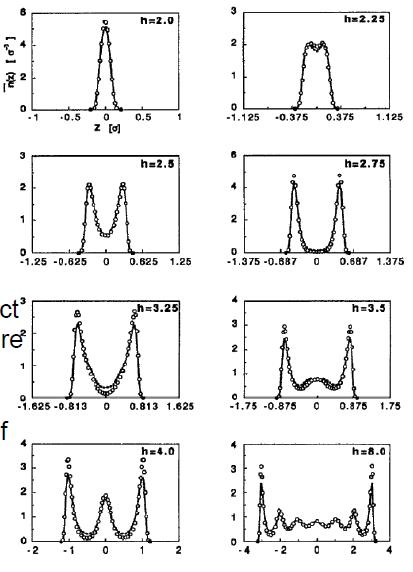 h=2.0
6
4
2
0
n(z) [σ⁻³]
-1 -0.5 0 0.5 1
Z [σ]
h=2.25
3
2
1
0
-1.125 -0.375 0.375 1.125
h=2.5
3
2
1
0
-1.25 -0.625 0 0.625 1.25
h=2.75
6
4
2
0
-1.375 -0.687 0 0.687 1.375
ct
re
h=3.25
3
2
1
0
-1.625 -0.813 0 0.813 1.625
h=3.5
4
3
2
1
0
-1.75 -0.875 0 0.875 1.75
f
h=4.0
4
3
2
1
0
-2 -1 0 1 2
h=8.0
4
3
2
1
0
-4 -2 0 2 4